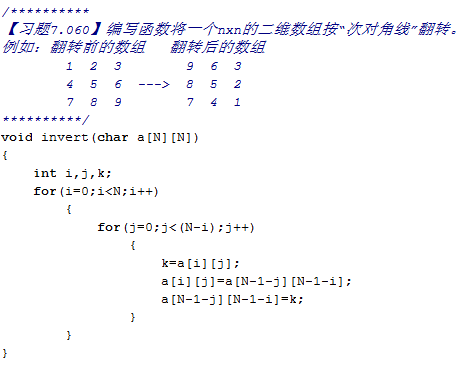 /**********
【习题7.060】编写函数将一个nxn的二维数组按“次对角线”翻转。
例如：翻转前的数组 翻转后的数组
1 2 3 9 6 3
4 5 6 ---> 8 5 2
7 8 9 7 4 1
**********/
void invert(char a[N][N])
{
int i,j,k;
for(i=0;i<N;i++)
{
for(j=0;j<(N-i);j++)
{
k=a[i][j];
a[i][j]=a[N-1-j][N-1-i];
a[N-1-j][N-1-i]=k;
}
}
}